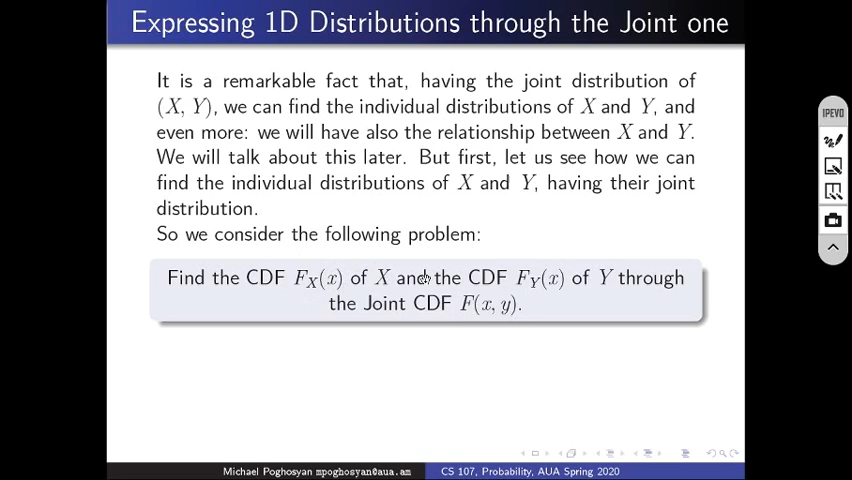 Expressing 1D Distributions through the Joint one
It is a remarkable fact that, having the joint distribution of
(X, Y), we can find the individual distributions of X and Y, and
even more: we will have also the relationship between X and Y.
We will talk about this later. But first, let us see how we can
find the individual distributions of X and Y, having their joint
distribution.
So we consider the following problem:
Find the CDF F_X(x) of X and the CDF F_Y(x) of Y through
the Joint CDF F(x, y).
Michael Poghosyan mpoghosyan@aua.am
CS 107, Probability, AUA Spring 2020
IPEVO